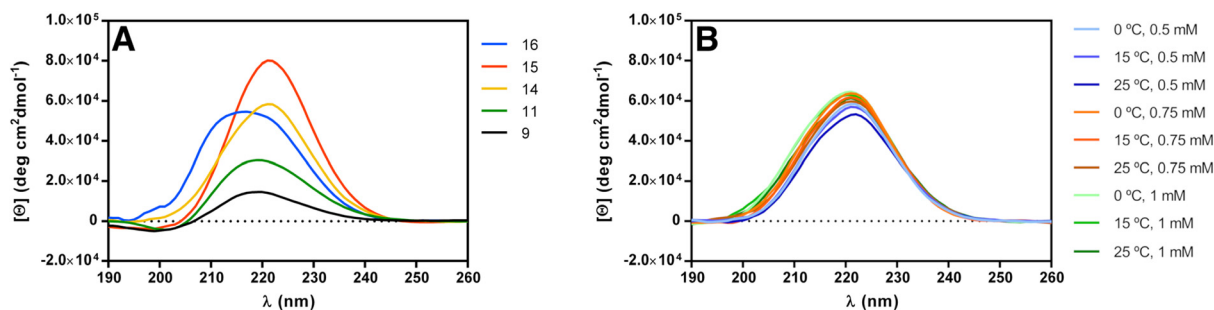 A
[Θ] (deg cm²dmol⁻¹)
1.0×10⁵
8.0×10⁴
6.0×10⁴
4.0×10⁴
2.0×10⁴
0
-2.0×10⁴
190 200 210 220 230 240 250 260
λ (nm)
16
15
14
11
9
B
[Θ] (deg cm²dmol⁻¹)
1.0×10⁵
8.0×10⁴
6.0×10⁴
4.0×10⁴
2.0×10⁴
0
-2.0×10⁴
190 200 210 220 230 240 250 260
λ (nm)
0 ºC, 0.5 mM
15 ºC, 0.5 mM
25 ºC, 0.5 mM
0 ºC, 0.75 mM
15 ºC, 0.75 mM
25 ºC, 0.75 mM
0 ºC, 1 mM
15 ºC, 1 mM
25 ºC, 1 mM